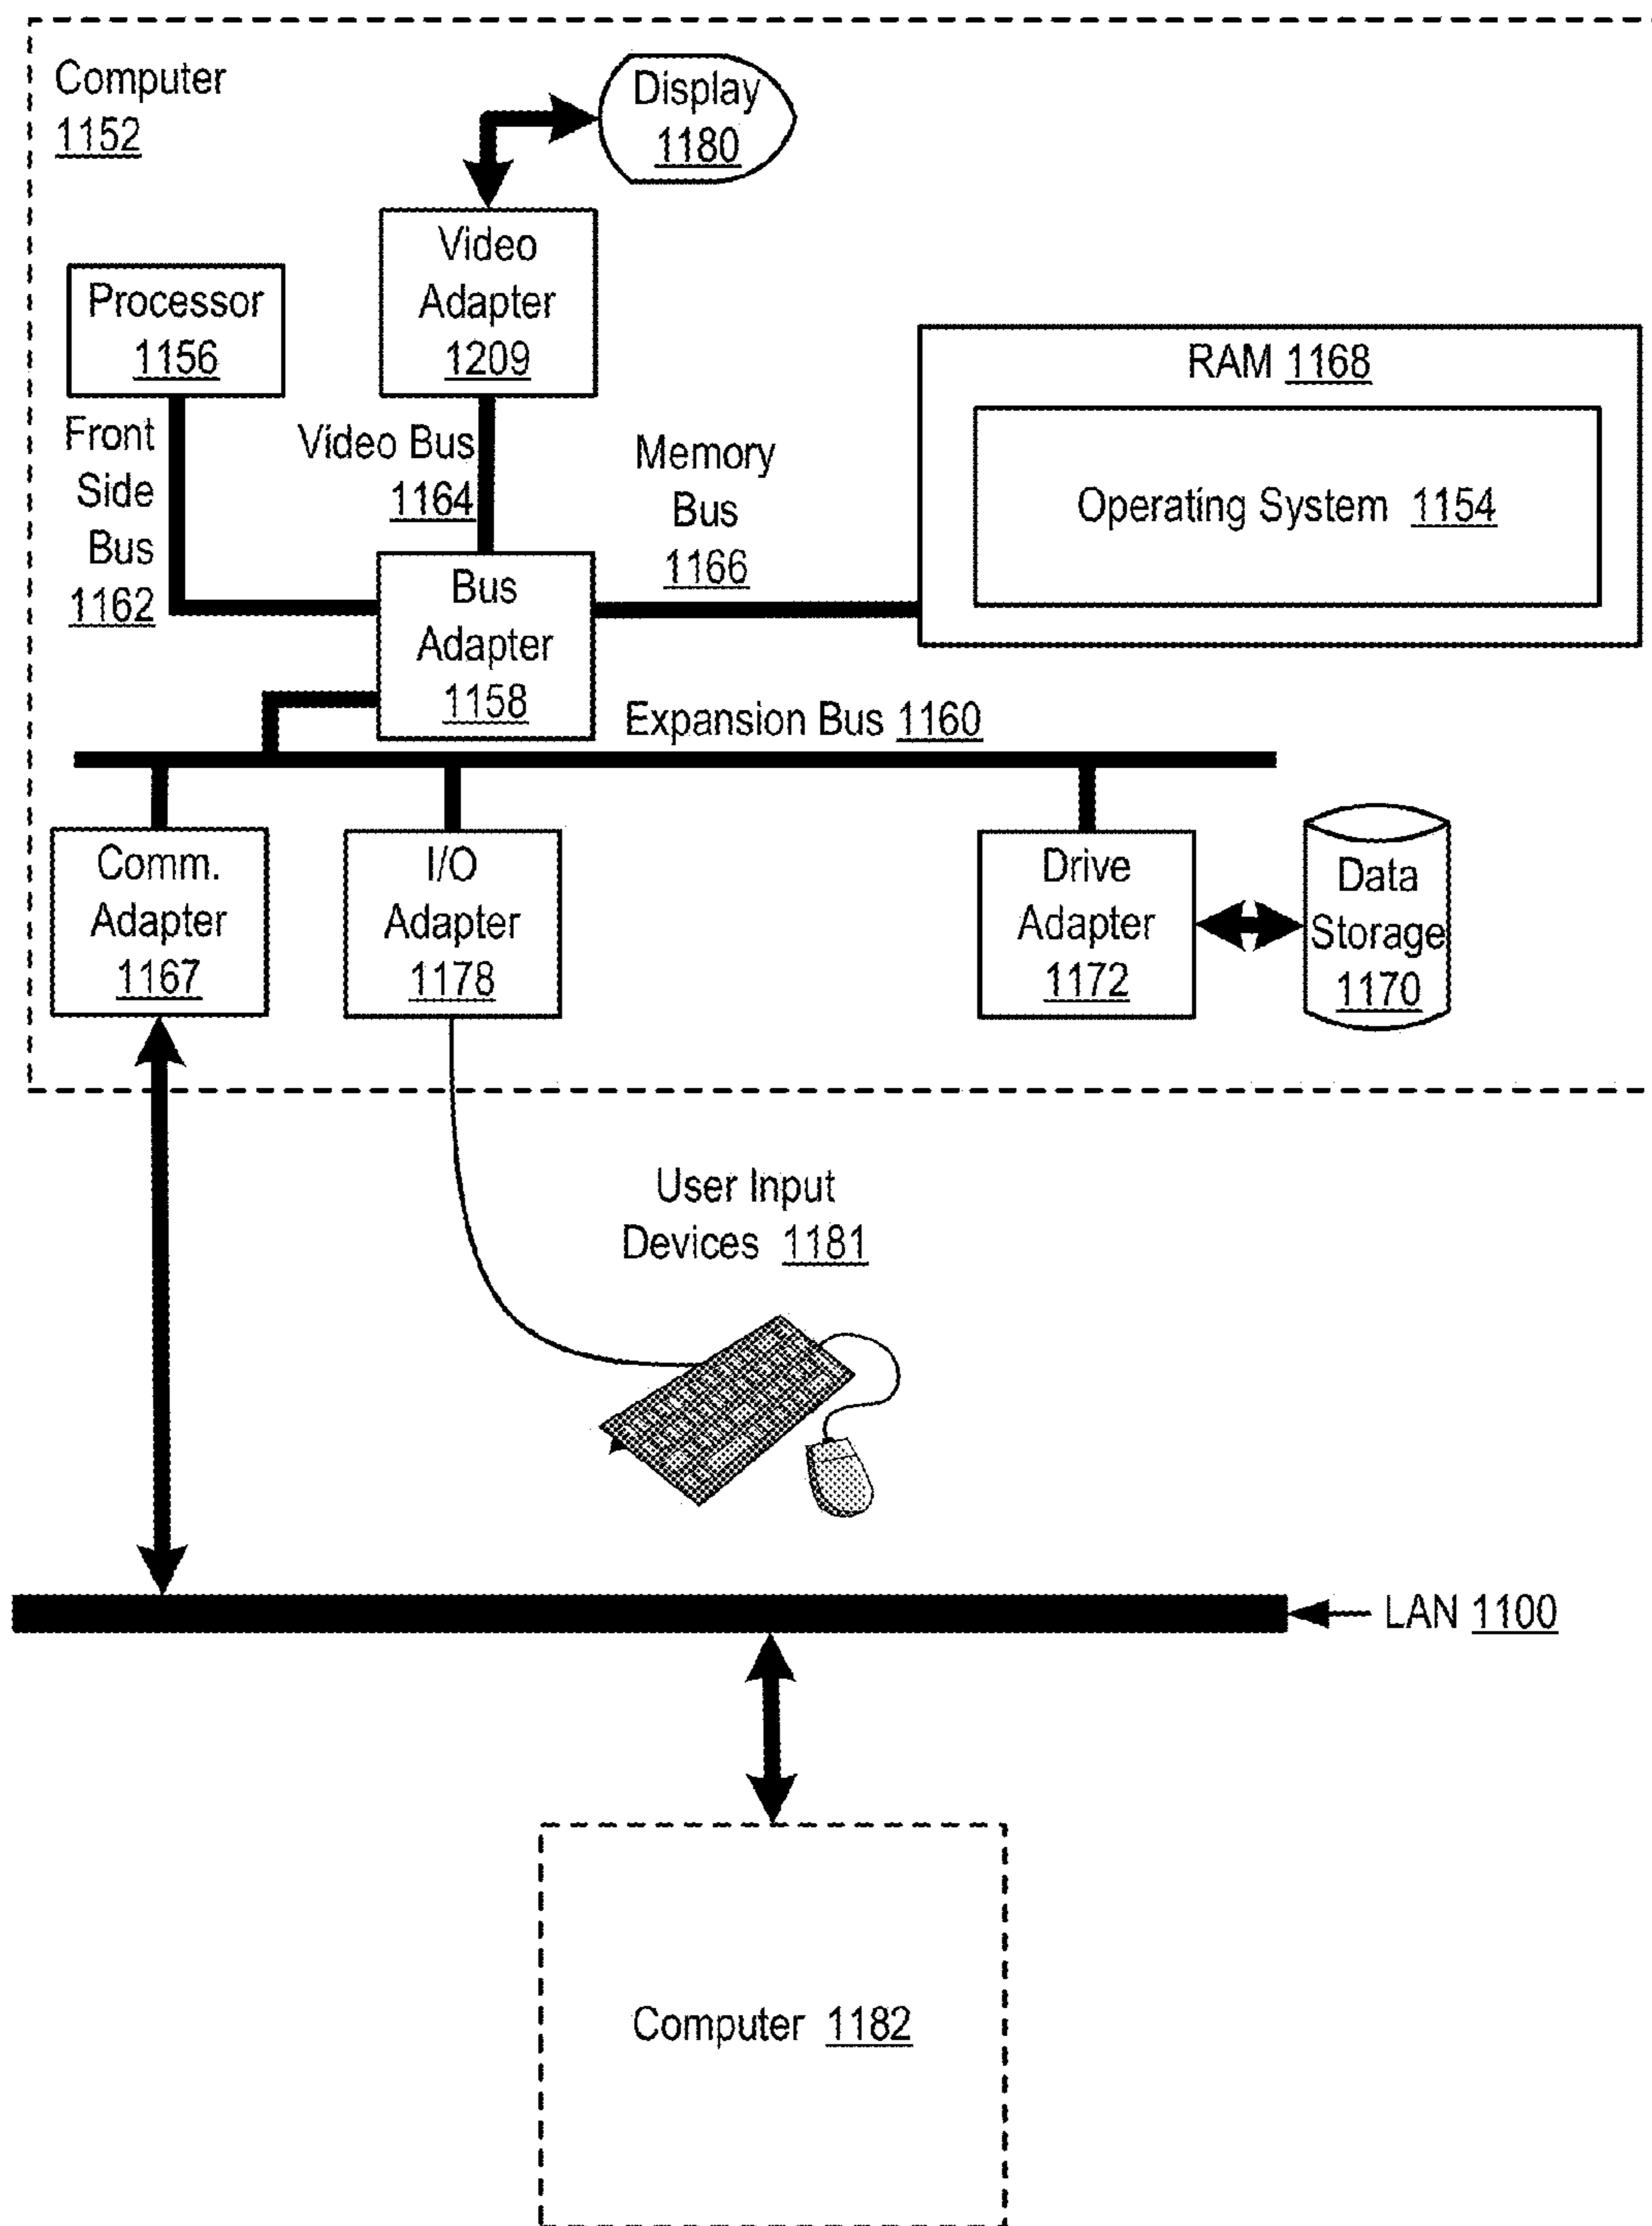 Computer
1152
Display
1180
Video
Adapter
1209
Processor
1156
RAM 1168
Operating System 1154
Front
Side
Bus
1162
Video Bus
1164
Memory
Bus
1166
Bus
Adapter
1158
Expansion Bus 1160
Comm.
Adapter
1167
I/O
Adapter
1178
Drive
Adapter
1172
Data
Storage
1170
User Input
Devices 1181
LAN 1100
Computer 1182